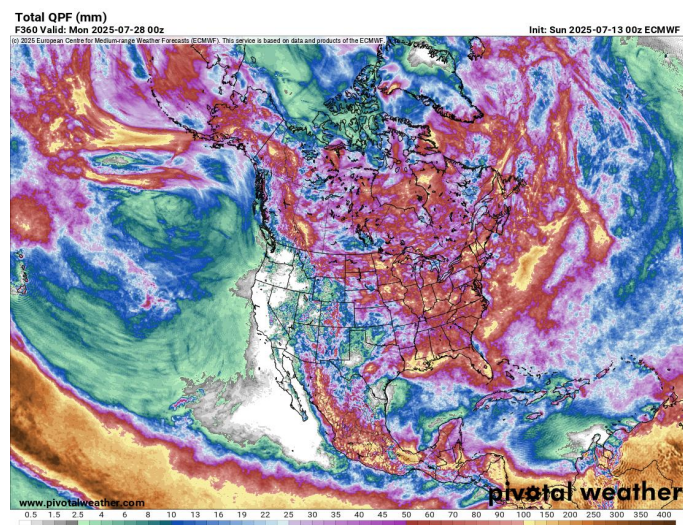 Total QPF (mm)
F360 Valid: Mon 2025-07-28 00z Init: Sun 2025-07-13 00z ECMWF
(c) 2025 European Centre for Medium-range Weather Forecasts (ECMWF). This service is based on data and products of the ECMWF.
www.pivotalweather.com
pivotal weather
0.5 1.5 2.5 4 6 8 10 13 16 19 22 25 30 35 40 45 50 60 70 80 90 100 150 200 250 300 350 400